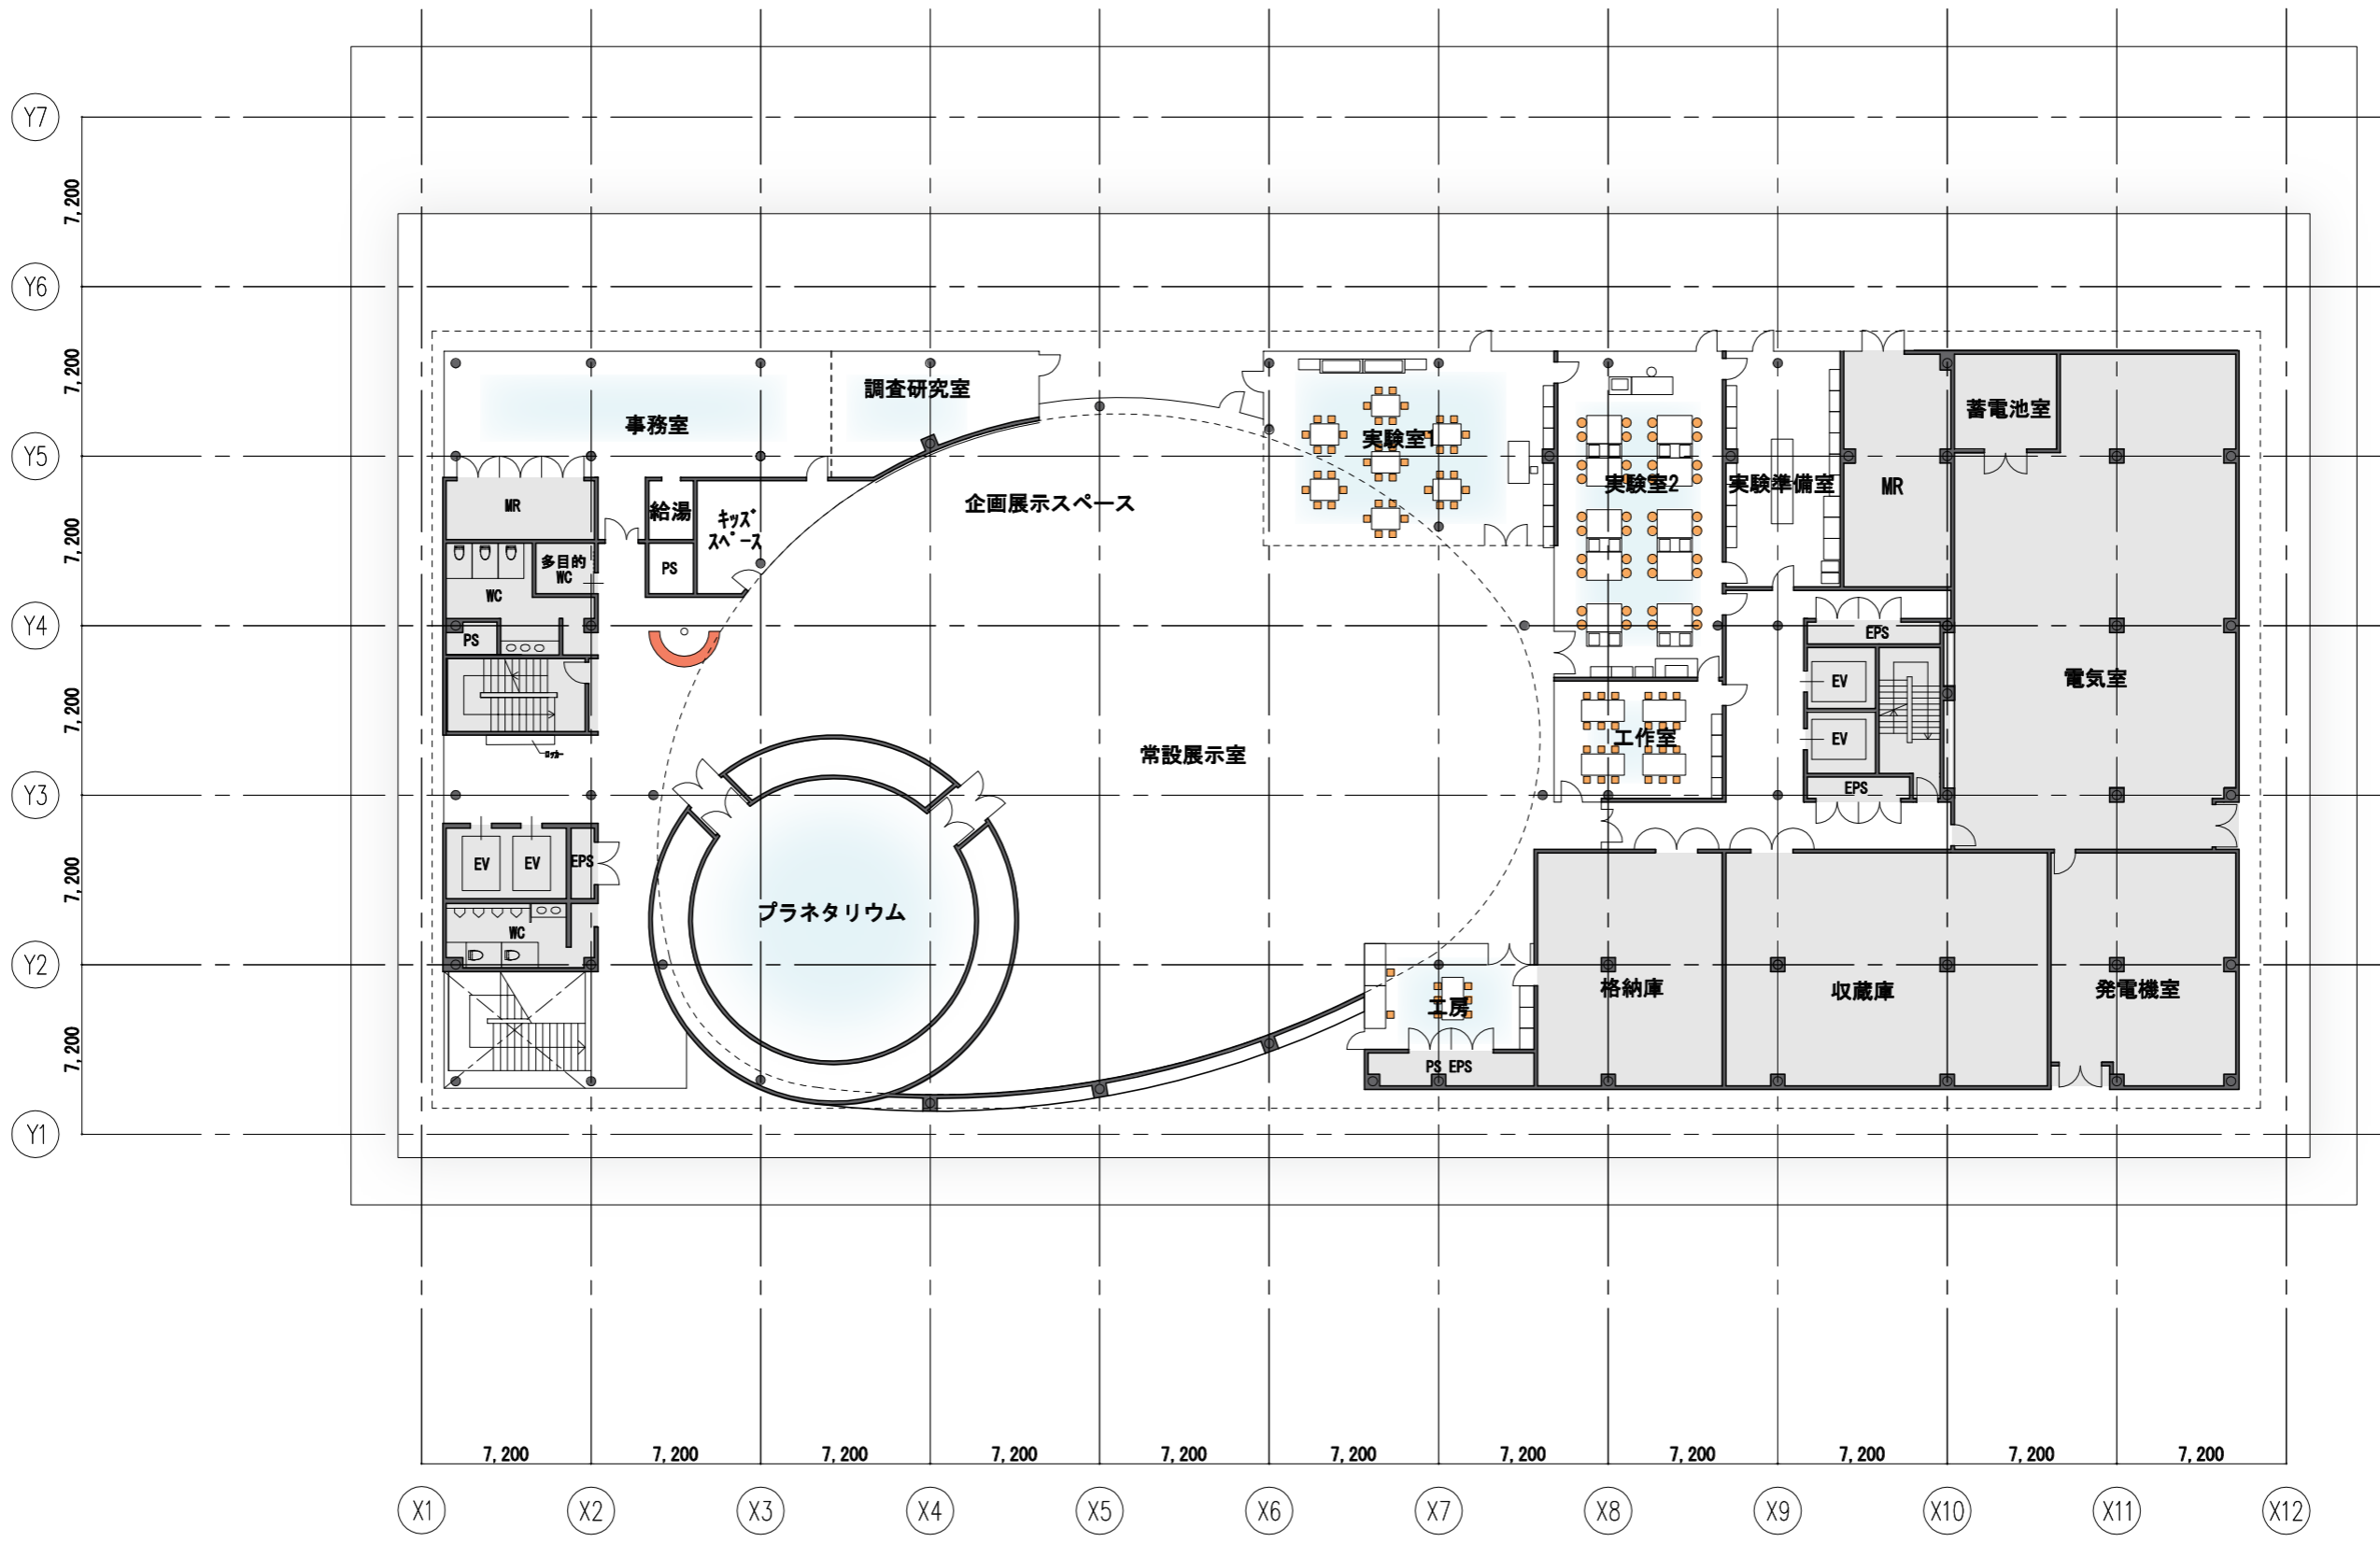 Y7
7,200
Y6
7,200
調査研究室
蓄電池室
事務室
実験室1
Y5
実験室2
実験準備室
MR
MR
企画展示スペース
給湯
キッズ
スペース
7,200
多目的
WC
PS
WC
Y4
PS
EPS
電気室
EV
7,200
工作室
EV
ロッカー
常設展示室
EPS
Y3
EV
EV
EPS
7,200
プラネタリウム
WC
Y2
格納庫
収蔵庫
発電機室
工房
7,200
PS EPS
Y1
7,200
7,200
7,200
7,200
7,200
7,200
7,200
7,200
7,200
7,200
7,200
X1
X2
X3
X4
X5
X6
X7
X8
X9
X10
X11
X12